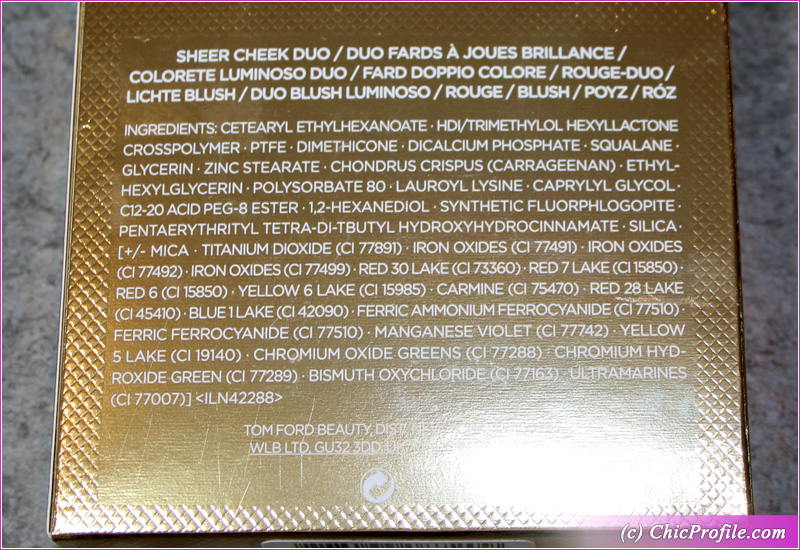 SHEER CHEEK DUO / DUO FARDS À JOUES BRILLANCE /
COLORETE LUMINOSO DUO / FARD DOPPIO COLORE / ROUGE-DUO /
LICHTE BLUSH / DUO BLUSH LUMINOSO / ROUGE / BLUSH / POYZ / RÓZ
INGREDIENTS: CETEARYL ETHYLHEXANOATE · HDI/TRIMETHYLOL HEXYLLACTONE
CROSSPOLYMER · PTFE · DIMETHICONE · DICALCIUM PHOSPHATE · SQUALANE ·
GLYCERIN · ZINC STEARATE · CHONDRUS CRISPUS (CARRAGEENAN) · ETHYL-
HEXYLGLYCERIN · POLYSORBATE 80 · LAUROYL LYSINE · CAPRYLYL GLYCOL ·
C12-20 ACID PEG-8 ESTER · 1,2-HEXANEDIOL · SYNTHETIC FLUORPHLOGOPITE ·
PENTAERYTHRITYL TETRA-DI-TBUTYL HYDROXYHYDROCINNAMATE · SILICA ·
[+/- MICA · TITANIUM DIOXIDE (CI 77891) · IRON OXIDES (CI 77491) · IRON OXIDES
(CI 77492) · IRON OXIDES (CI 77499) · RED 30 LAKE (CI 73360) · RED 7 LAKE (CI 15850) ·
RED 6 (CI 15850) · YELLOW 6 LAKE (CI 15985) · CARMINE (CI 75470) · RED 28 LAKE
(CI 45410) · BLUE 1 LAKE (CI 42090) · FERRIC AMMONIUM FERROCYANIDE (CI 77510) ·
FERRIC FERROCYANIDE (CI 77510) · MANGANESE VIOLET (CI 77742) · YELLOW
5 LAKE (CI 19140) · CHROMIUM OXIDE GREENS (CI 77288) · CHROMIUM HYD-
ROXIDE GREEN (CI 77289) · BISMUTH OXYCHLORIDE (CI 77163) · ULTRAMARINES
(CI 77007)] <ILN42288>
TOM FORD BEAUTY, DIST.
WLB LTD, GU32 3DD,
(c) ChicProfile.com